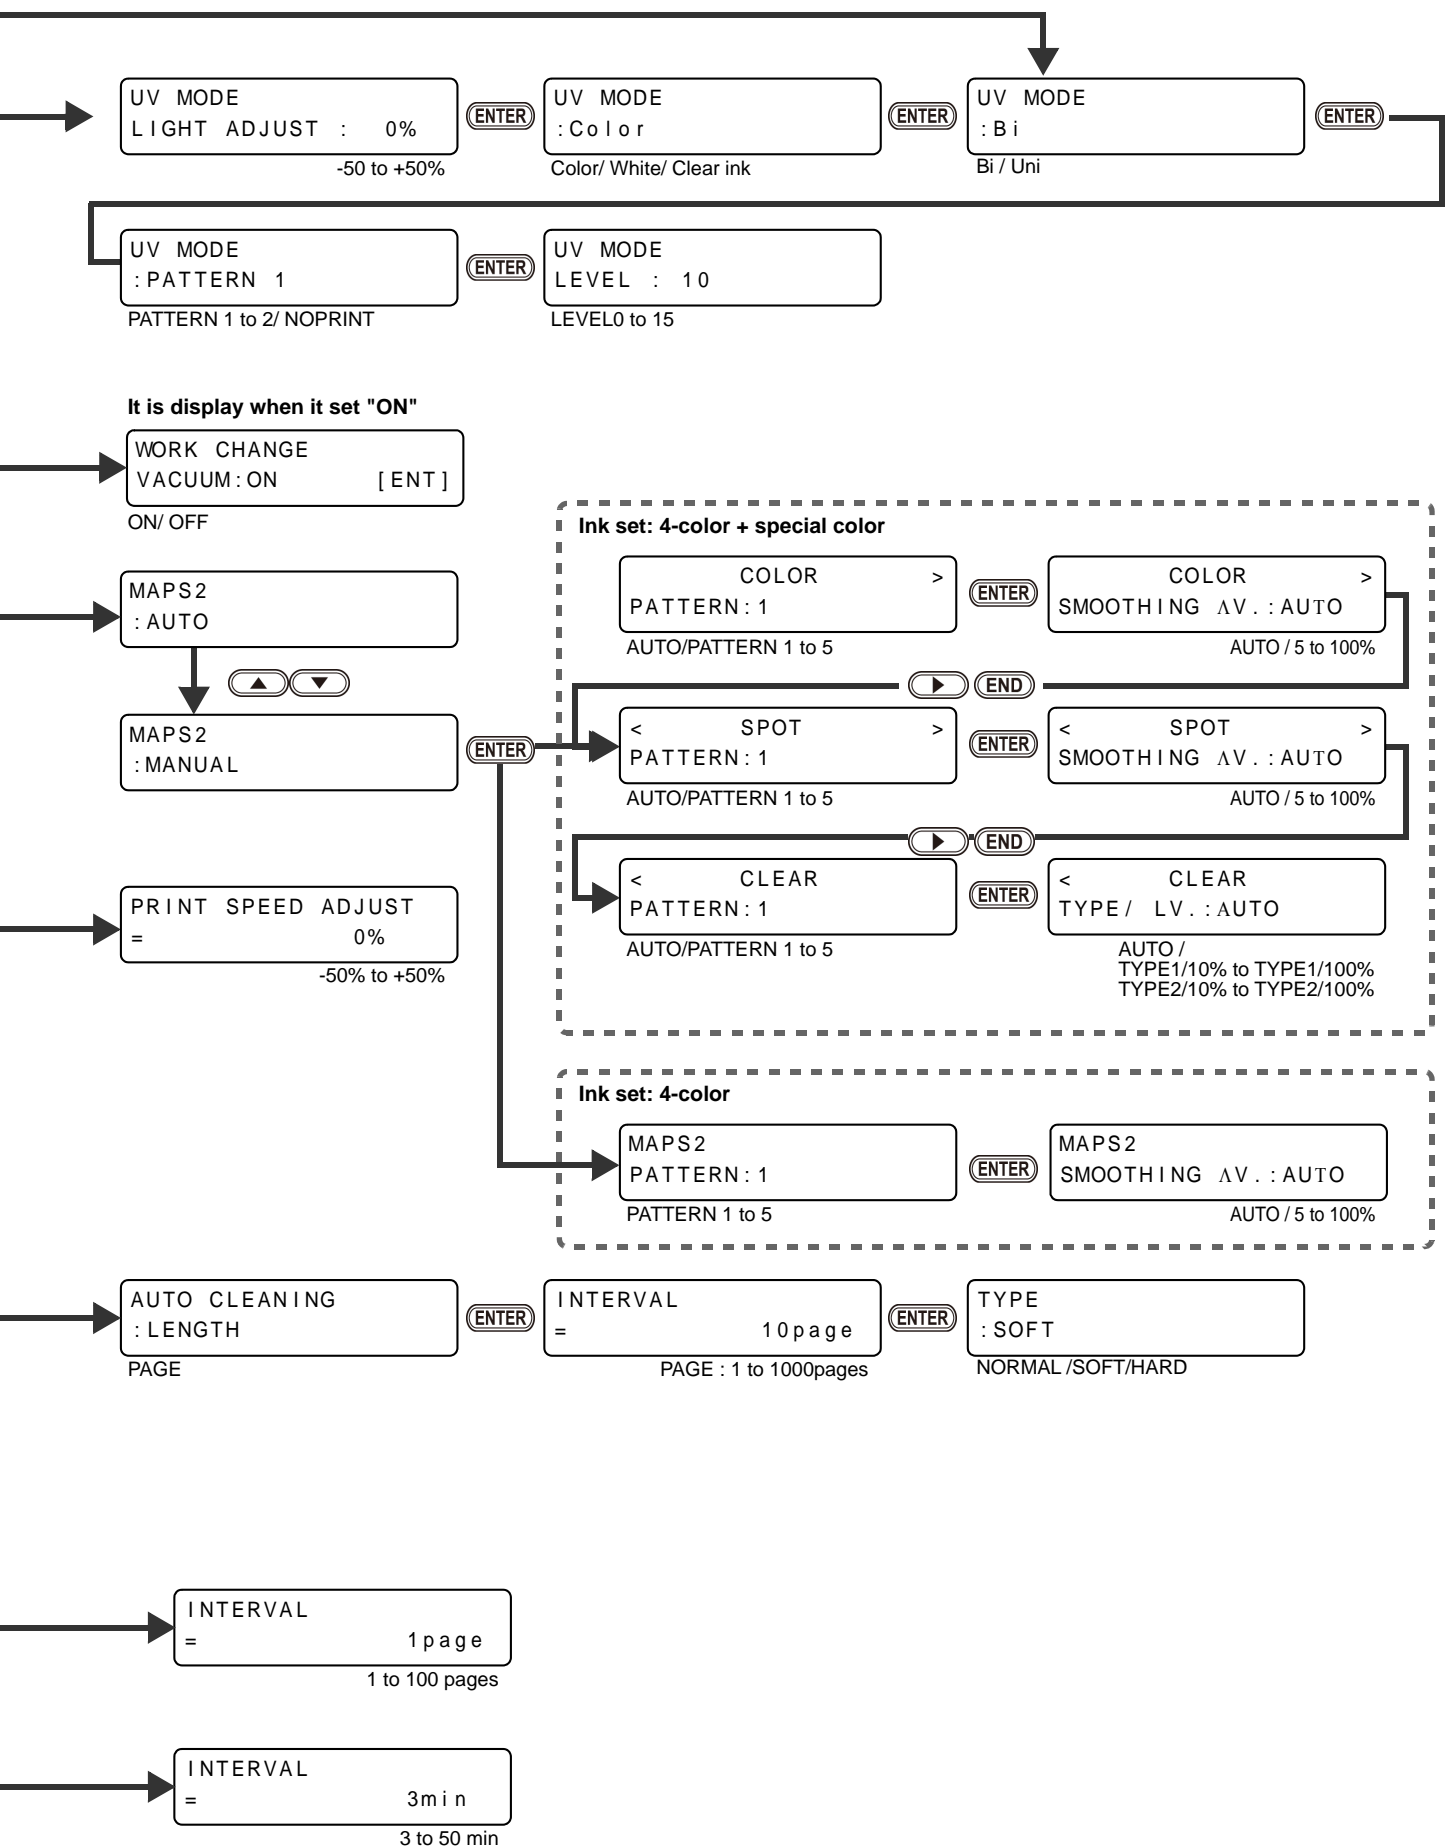 UV MODE
LIGHT ADJUST : 0%
-50 to +50%
ENTER
UV MODE
:Color
Color/ White/ Clear ink
ENTER
UV MODE
:Bi
Bi / Uni
ENTER
UV MODE
:PATTERN 1
PATTERN 1 to 2/ NOPRINT
ENTER
UV MODE
LEVEL : 10
LEVEL0 to 15
It is display when it set "ON"
WORK CHANGE
VACUUM:ON [ENT]
ON/ OFF
MAPS2
:AUTO
MAPS2
:MANUAL
ENTER
Ink set: 4-color + special color
COLOR >
PATTERN:1
AUTO/PATTERN 1 to 5
ENTER
COLOR >
SMOOTHING ΛV.:AUTO
AUTO / 5 to 100%
END
< SPOT >
PATTERN:1
AUTO/PATTERN 1 to 5
ENTER
< SPOT >
SMOOTHING ΛV.:AUTO
AUTO / 5 to 100%
END
< CLEAR
PATTERN:1
AUTO/PATTERN 1 to 5
ENTER
< CLEAR
TYPE/ LV.:AUTO
AUTO /
TYPE1/10% to TYPE1/100%
TYPE2/10% to TYPE2/100%
PRINT SPEED ADJUST
= 0%
-50% to +50%
Ink set: 4-color
MAPS2
PATTERN:1
PATTERN 1 to 5
ENTER
MAPS2
SMOOTHING ΛV.:AUTO
AUTO / 5 to 100%
AUTO CLEANING
:LENGTH
PAGE
ENTER
INTERVAL
= 10page
PAGE : 1 to 1000pages
ENTER
TYPE
:SOFT
NORMAL /SOFT/HARD
INTERVAL
= 1page
1 to 100 pages
INTERVAL
= 3min
3 to 50 min